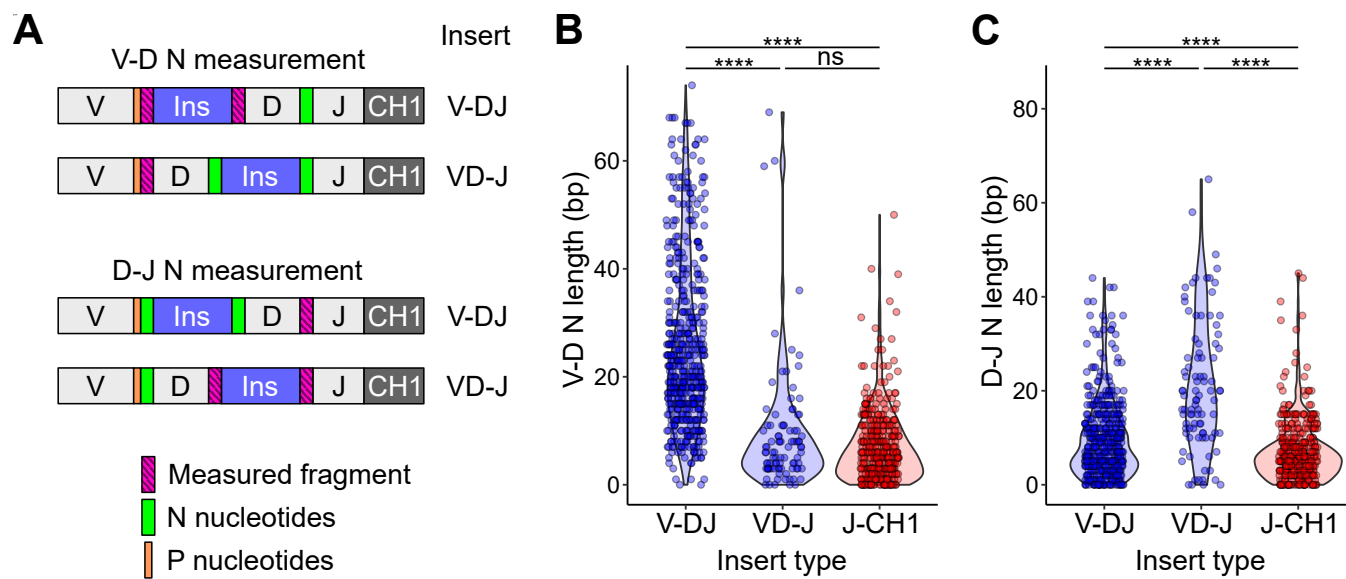 A
Insert
V-D N measurement
V Ins D J CH1 V-DJ
V D Ins J CH1 VD-J
D-J N measurement
V Ins D J CH1 V-DJ
V D Ins J CH1 VD-J
Measured fragment
N nucleotides
P nucleotides
B
****
**** ns
V-D N length (bp)
60
40
20
0
V-DJ VD-J J-CH1
Insert type
C
****
**** ****
D-J N length (bp)
80
60
40
20
0
V-DJ VD-J J-CH1
Insert type